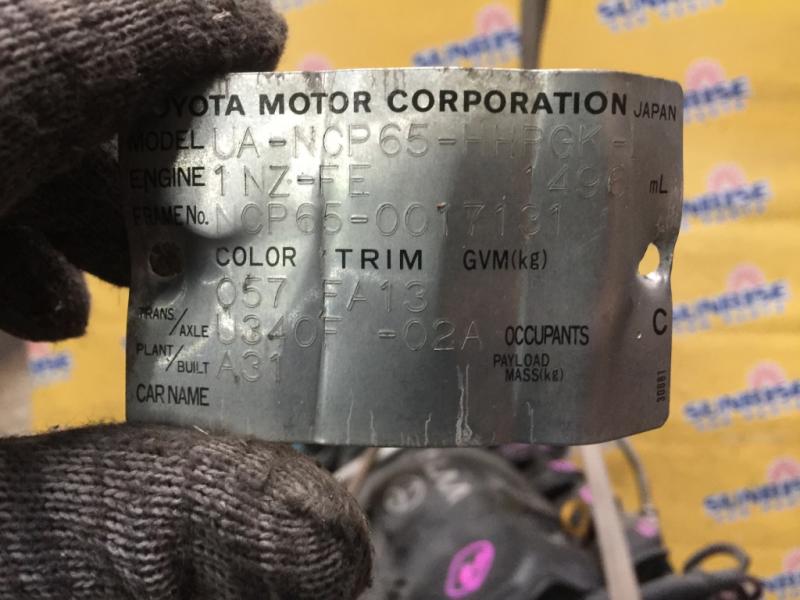 TOYOTA MOTOR CORPORATION JAPAN
MODEL UA-NCP65-HHPGK-
ENGINE 1NZ-FE 1496 mL
FRAME No. NCP65-0017131
COLOR TRIM GVM(kg)
057 FA13
TRANS/AXLE U340F -02A OCCUPANTS C
PLANT/BUILT A31 PAYLOAD MASS(kg)
CAR NAME
30881
SUNRISE
SUNRISE
SUNRISE
SUNRISE
SUNRISE
SUNRISE